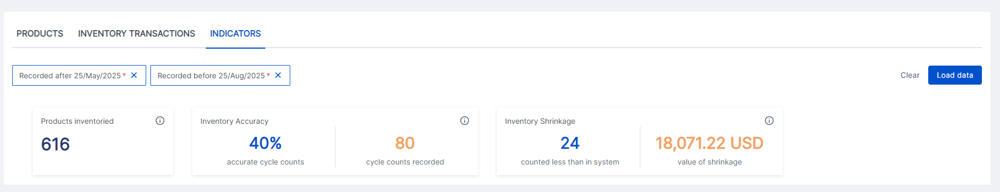 PRODUCTS INVENTORY TRANSACTIONS INDICATORS
Recorded after 25/May/2025 * Recorded before 25/Aug/2025 * Clear Load data
Products inventoried Inventory Accuracy Inventory Shrinkage
616 40% 80 24 18,071.22 USD
accurate cycle counts cycle counts recorded counted less than in system value of shrinkage